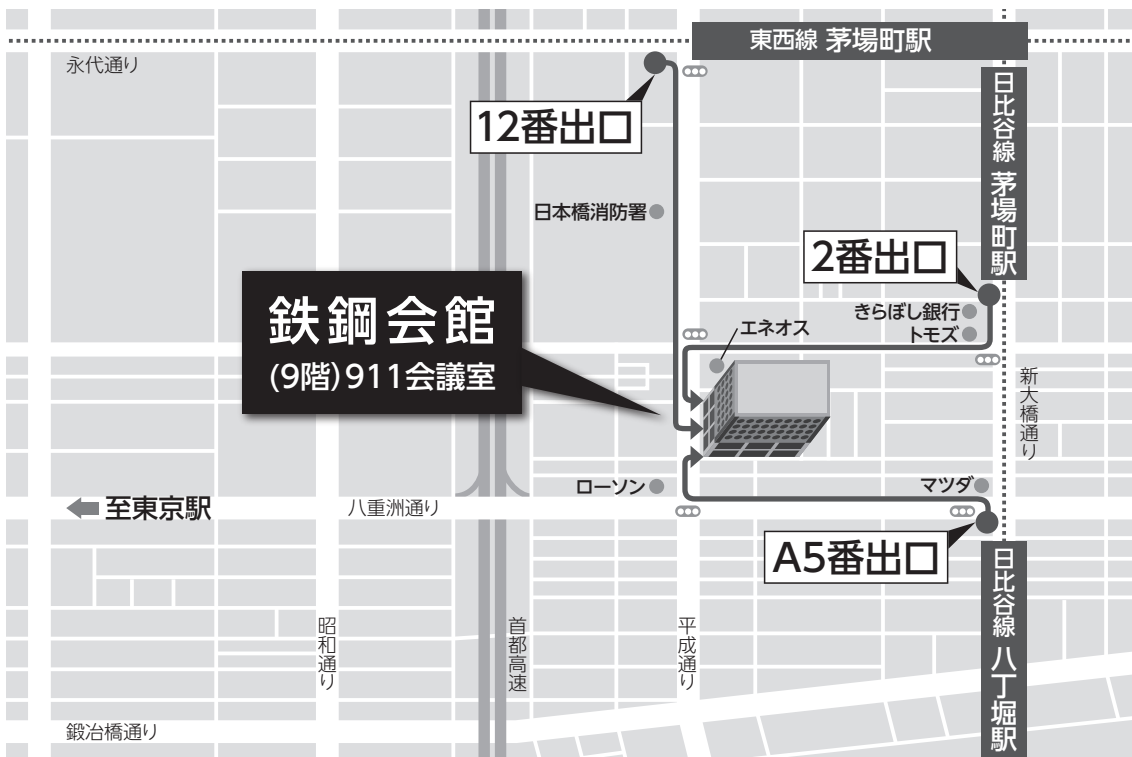 東西線 茅場町駅
永代通り
日比谷線 茅場町駅
12番出口
日本橋消防署
2番出口
きらぼし銀行
トモズ
エネオス
鉄鋼会館
(9階)911会議室
新大橋通り
ローソン
マツダ
至東京駅
八重洲通り
A5番出口
日比谷線 八丁堀駅
昭和通り
首都高速
平成通り
鍛冶橋通り